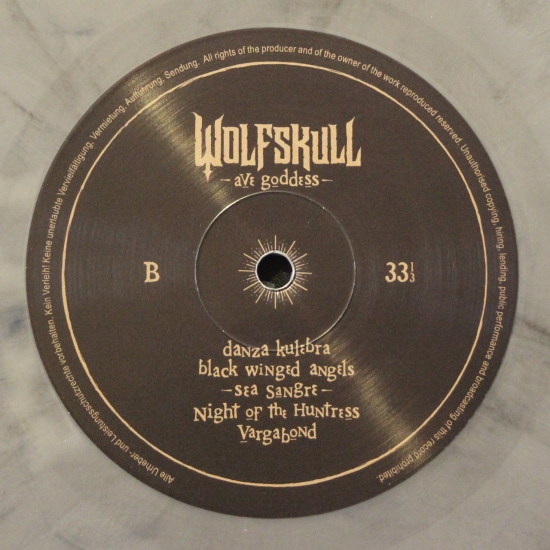 Alle Urheber- und Leistungsschutzrechte vorbehalten. Kein Verleih! Keine unerlaubte Vervielfältigung, Vermietung, Aufführung, Sendung. All rights of the producer and of the owner of the work reproduced reserved. Unauthorised copying, hiring, lending, public performance and broadcasting of this record prohibited.
WOLFSKULL
– ave goddess –
B
33⅓
danza kulebra
black winged angels
– sea sangre –
Night of the Huntress
Vargabond